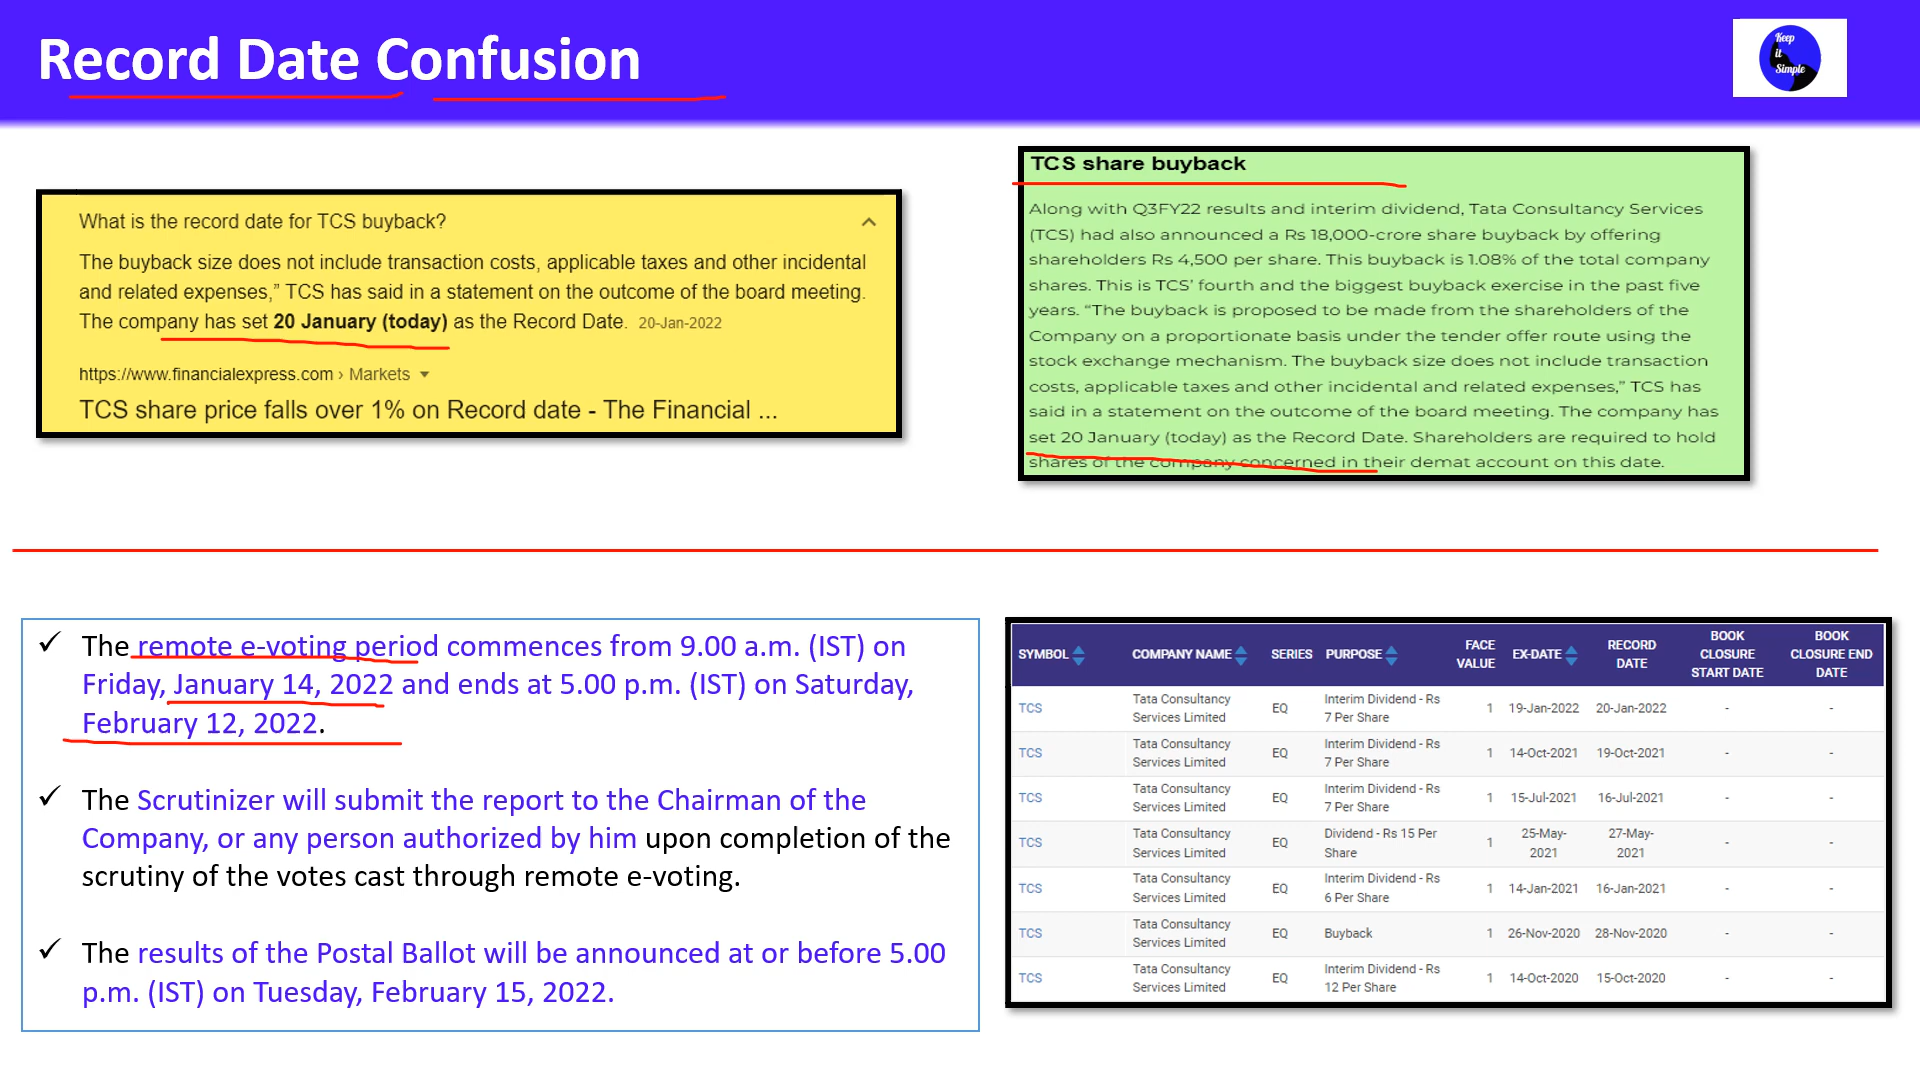 Record Date Confusion
Keep
it
Simple
What is the record date for TCS buyback?
The buyback size does not include transaction costs, applicable taxes and other incidental
and related expenses,” TCS has said in a statement on the outcome of the board meeting.
The company has set 20 January (today) as the Record Date. 20-Jan-2022
https://www.financialexpress.com › Markets
TCS share price falls over 1% on Record date - The Financial ...
TCS share buyback
Along with Q3FY22 results and interim dividend, Tata Consultancy Services
(TCS) had also announced a Rs 18,000-crore share buyback by offering
shareholders Rs 4,500 per share. This buyback is 1.08% of the total company
shares. This is TCS’ fourth and the biggest buyback exercise in the past five
years. “The buyback is proposed to be made from the shareholders of the
Company on a proportionate basis under the tender offer route using the
stock exchange mechanism. The buyback size does not include transaction
costs, applicable taxes and other incidental and related expenses,” TCS has
said in a statement on the outcome of the board meeting. The company has
set 20 January (today) as the Record Date. Shareholders are required to hold
shares of the company concerned in their demat account on this date.
✓ The remote e-voting period commences from 9.00 a.m. (IST) on
Friday, January 14, 2022 and ends at 5.00 p.m. (IST) on Saturday,
February 12, 2022.
✓ The Scrutinizer will submit the report to the Chairman of the
Company, or any person authorized by him upon completion of the
scrutiny of the votes cast through remote e-voting.
✓ The results of the Postal Ballot will be announced at or before 5.00
p.m. (IST) on Tuesday, February 15, 2022.
SYMBOL COMPANY NAME SERIES PURPOSE FACE VALUE EX-DATE RECORD DATE BOOK CLOSURE START DATE BOOK CLOSURE END DATE
TCS Tata Consultancy Services Limited EQ Interim Dividend - Rs 7 Per Share 1 19-Jan-2022 20-Jan-2022 - -
TCS Tata Consultancy Services Limited EQ Interim Dividend - Rs 7 Per Share 1 14-Oct-2021 19-Oct-2021 - -
TCS Tata Consultancy Services Limited EQ Interim Dividend - Rs 7 Per Share 1 15-Jul-2021 16-Jul-2021 - -
TCS Tata Consultancy Services Limited EQ Dividend - Rs 15 Per Share 1 25-May-2021 27-May-2021 - -
TCS Tata Consultancy Services Limited EQ Interim Dividend - Rs 6 Per Share 1 14-Jan-2021 16-Jan-2021 - -
TCS Tata Consultancy Services Limited EQ Buyback 1 26-Nov-2020 28-Nov-2020 - -
TCS Tata Consultancy Services Limited EQ Interim Dividend - Rs 12 Per Share 1 14-Oct-2020 15-Oct-2020 - -